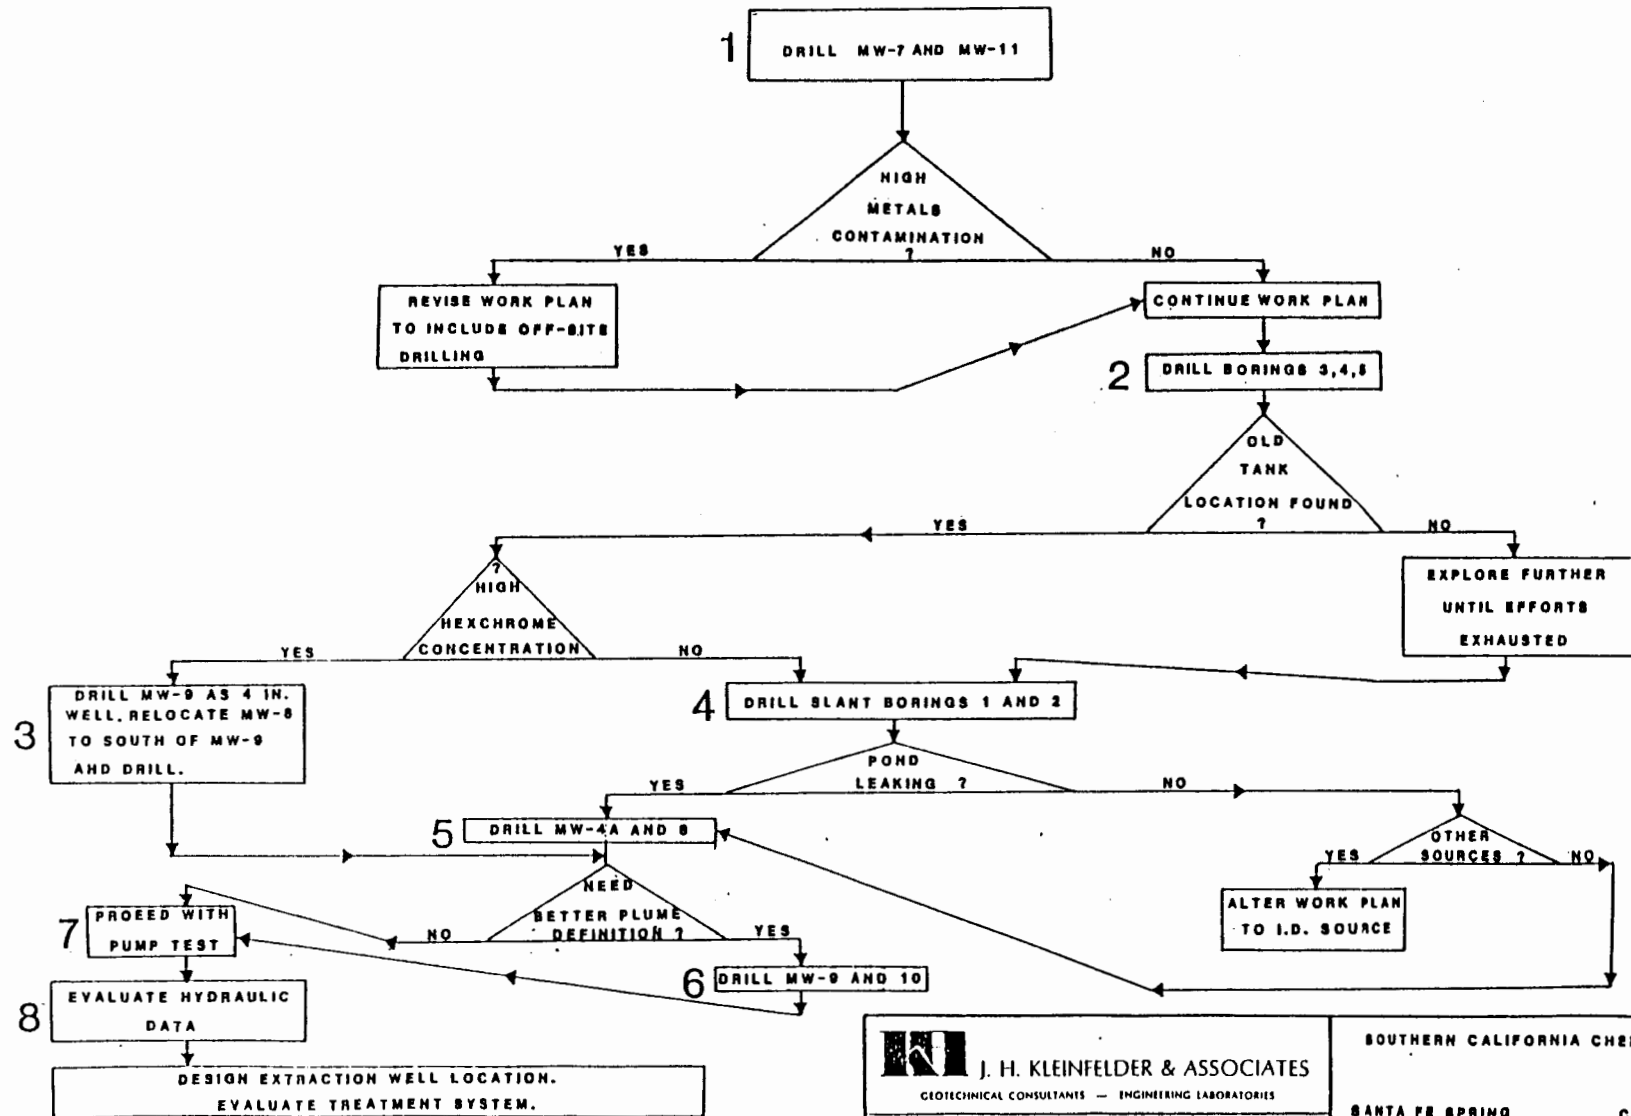 1
DRILL MW-7 AND MW-11
HIGH
METALS
CONTAMINATION
?
YES
NO
REVISE WORK PLAN
TO INCLUDE OFF-SITE
DRILLING
CONTINUE WORK PLAN
2
DRILL BORINGS 3,4,5
OLD
TANK
LOCATION FOUND
?
YES
NO
?
HIGH
HEXCHROME
CONCENTRATION
YES
NO
EXPLORE FURTHER
UNTIL EFFORTS
EXHAUSTED
3
DRILL MW-9 AS 4 IN.
WELL, RELOCATE MW-8
TO SOUTH OF MW-9
AND DRILL.
4
DRILL SLANT BORINGS 1 AND 2
POND
LEAKING ?
YES
NO
5
DRILL MW-4A AND 8
OTHER
SOURCES ?
YES
NO
ALTER WORK PLAN
TO I.D. SOURCE
NEED
BETTER PLUME
DEFINITION ?
NO
YES
7
PROEED WITH
PUMP TEST
6
DRILL MW-9 AND 10
8
EVALUATE HYDRAULIC
DATA
DESIGN EXTRACTION WELL LOCATION.
EVALUATE TREATMENT SYSTEM.
J. H. KLEINFELDER & ASSOCIATES
GEOTECHNICAL CONSULTANTS — ENGINEERING LABORATORIES
SOUTHERN CALIFORNIA
SANTA FE SPRING